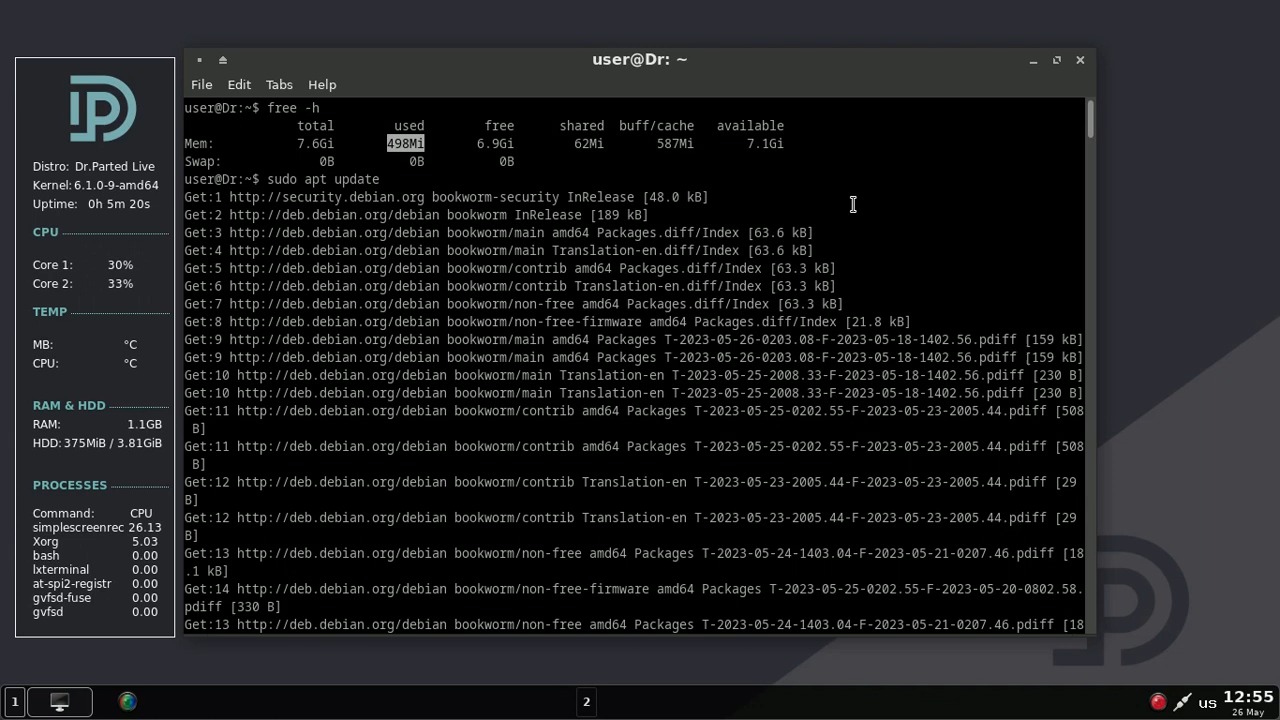 Distro: Dr.Parted Live
Kernel: 6.1.0-9-amd64
Uptime: 0h 5m 20s
CPU
Core 1: 30%
Core 2: 33%
TEMP
MB: °C
CPU: °C
RAM & HDD
RAM: 1.1GB
HDD: 375MiB / 3.81GiB
PROCESSES
Command: CPU
simplescreenrec 26.13
Xorg 5.03
bash 0.00
lxterminal 0.00
at-spi2-registr 0.00
gvfsd-fuse 0.00
gvfsd 0.00
user@Dr: ~
File Edit Tabs Help
user@Dr:~$ free -h
total used free shared buff/cache available
Mem: 7.6Gi 498Mi 6.9Gi 62Mi 587Mi 7.1Gi
Swap: 0B 0B 0B
user@Dr:~$ sudo apt update
Get:1 http://security.debian.org bookworm-security InRelease [48.0 kB]
Get:2 http://deb.debian.org/debian bookworm InRelease [189 kB]
Get:3 http://deb.debian.org/debian bookworm/main amd64 Packages.diff/Index [63.6 kB]
Get:4 http://deb.debian.org/debian bookworm/main Translation-en.diff/Index [63.6 kB]
Get:5 http://deb.debian.org/debian bookworm/contrib amd64 Packages.diff/Index [63.3 kB]
Get:6 http://deb.debian.org/debian bookworm/contrib Translation-en.diff/Index [63.3 kB]
Get:7 http://deb.debian.org/debian bookworm/non-free amd64 Packages.diff/Index [63.3 kB]
Get:8 http://deb.debian.org/debian bookworm/non-free-firmware amd64 Packages.diff/Index [21.8 kB]
Get:9 http://deb.debian.org/debian bookworm/main amd64 Packages T-2023-05-26-0203.08-F-2023-05-18-1402.56.pdiff [159 kB]
Get:9 http://deb.debian.org/debian bookworm/main amd64 Packages T-2023-05-26-0203.08-F-2023-05-18-1402.56.pdiff [159 kB]
Get:10 http://deb.debian.org/debian bookworm/main Translation-en T-2023-05-25-2008.33-F-2023-05-18-1402.56.pdiff [230 B]
Get:10 http://deb.debian.org/debian bookworm/main Translation-en T-2023-05-25-2008.33-F-2023-05-18-1402.56.pdiff [230 B]
Get:11 http://deb.debian.org/debian bookworm/contrib amd64 Packages T-2023-05-25-0202.55-F-2023-05-23-2005.44.pdiff [508
B]
Get:11 http://deb.debian.org/debian bookworm/contrib amd64 Packages T-2023-05-25-0202.55-F-2023-05-23-2005.44.pdiff [508
B]
Get:12 http://deb.debian.org/debian bookworm/contrib Translation-en T-2023-05-23-2005.44-F-2023-05-23-2005.44.pdiff [29
B]
Get:12 http://deb.debian.org/debian bookworm/contrib Translation-en T-2023-05-23-2005.44-F-2023-05-23-2005.44.pdiff [29
B]
Get:13 http://deb.debian.org/debian bookworm/non-free amd64 Packages T-2023-05-24-1403.04-F-2023-05-21-0207.46.pdiff [18
.1 kB]
Get:14 http://deb.debian.org/debian bookworm/non-free-firmware amd64 Packages T-2023-05-25-0202.55-F-2023-05-20-0802.58.
pdiff [330 B]
Get:13 http://deb.debian.org/debian bookworm/non-free amd64 Packages T-2023-05-24-1403.04-F-2023-05-21-0207.46.pdiff [18
1
2
us
12:55
26 May